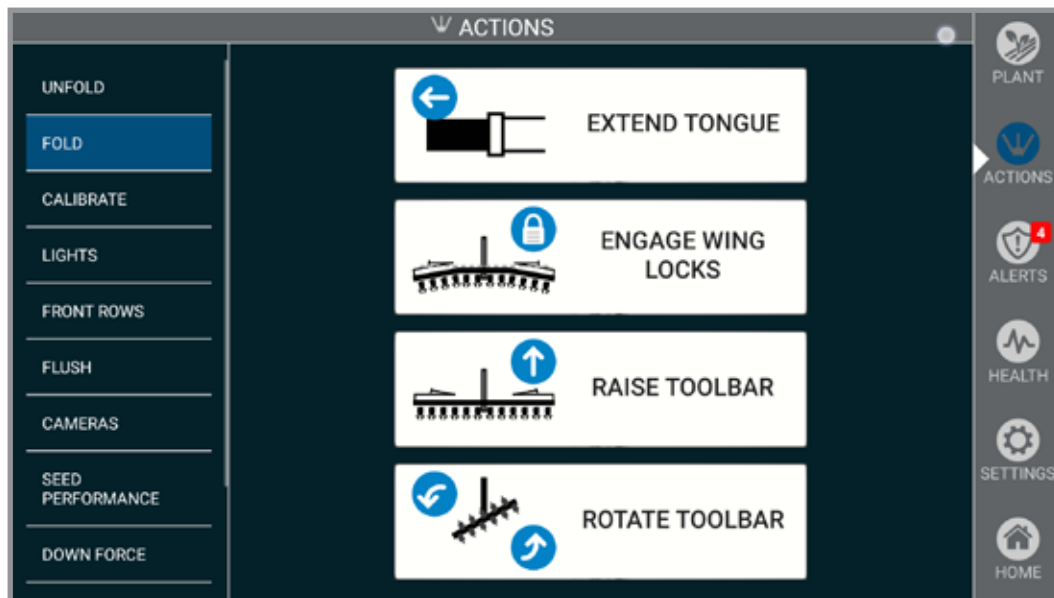 ACTIONS
UNFOLD
FOLD
CALIBRATE
LIGHTS
FRONT ROWS
FLUSH
CAMERAS
SEED
PERFORMANCE
DOWN FORCE
EXTEND TONGUE
ENGAGE WING
LOCKS
RAISE TOOLBAR
ROTATE TOOLBAR
PLANT
ACTIONS
4
ALERTS
HEALTH
SETTINGS
HOME